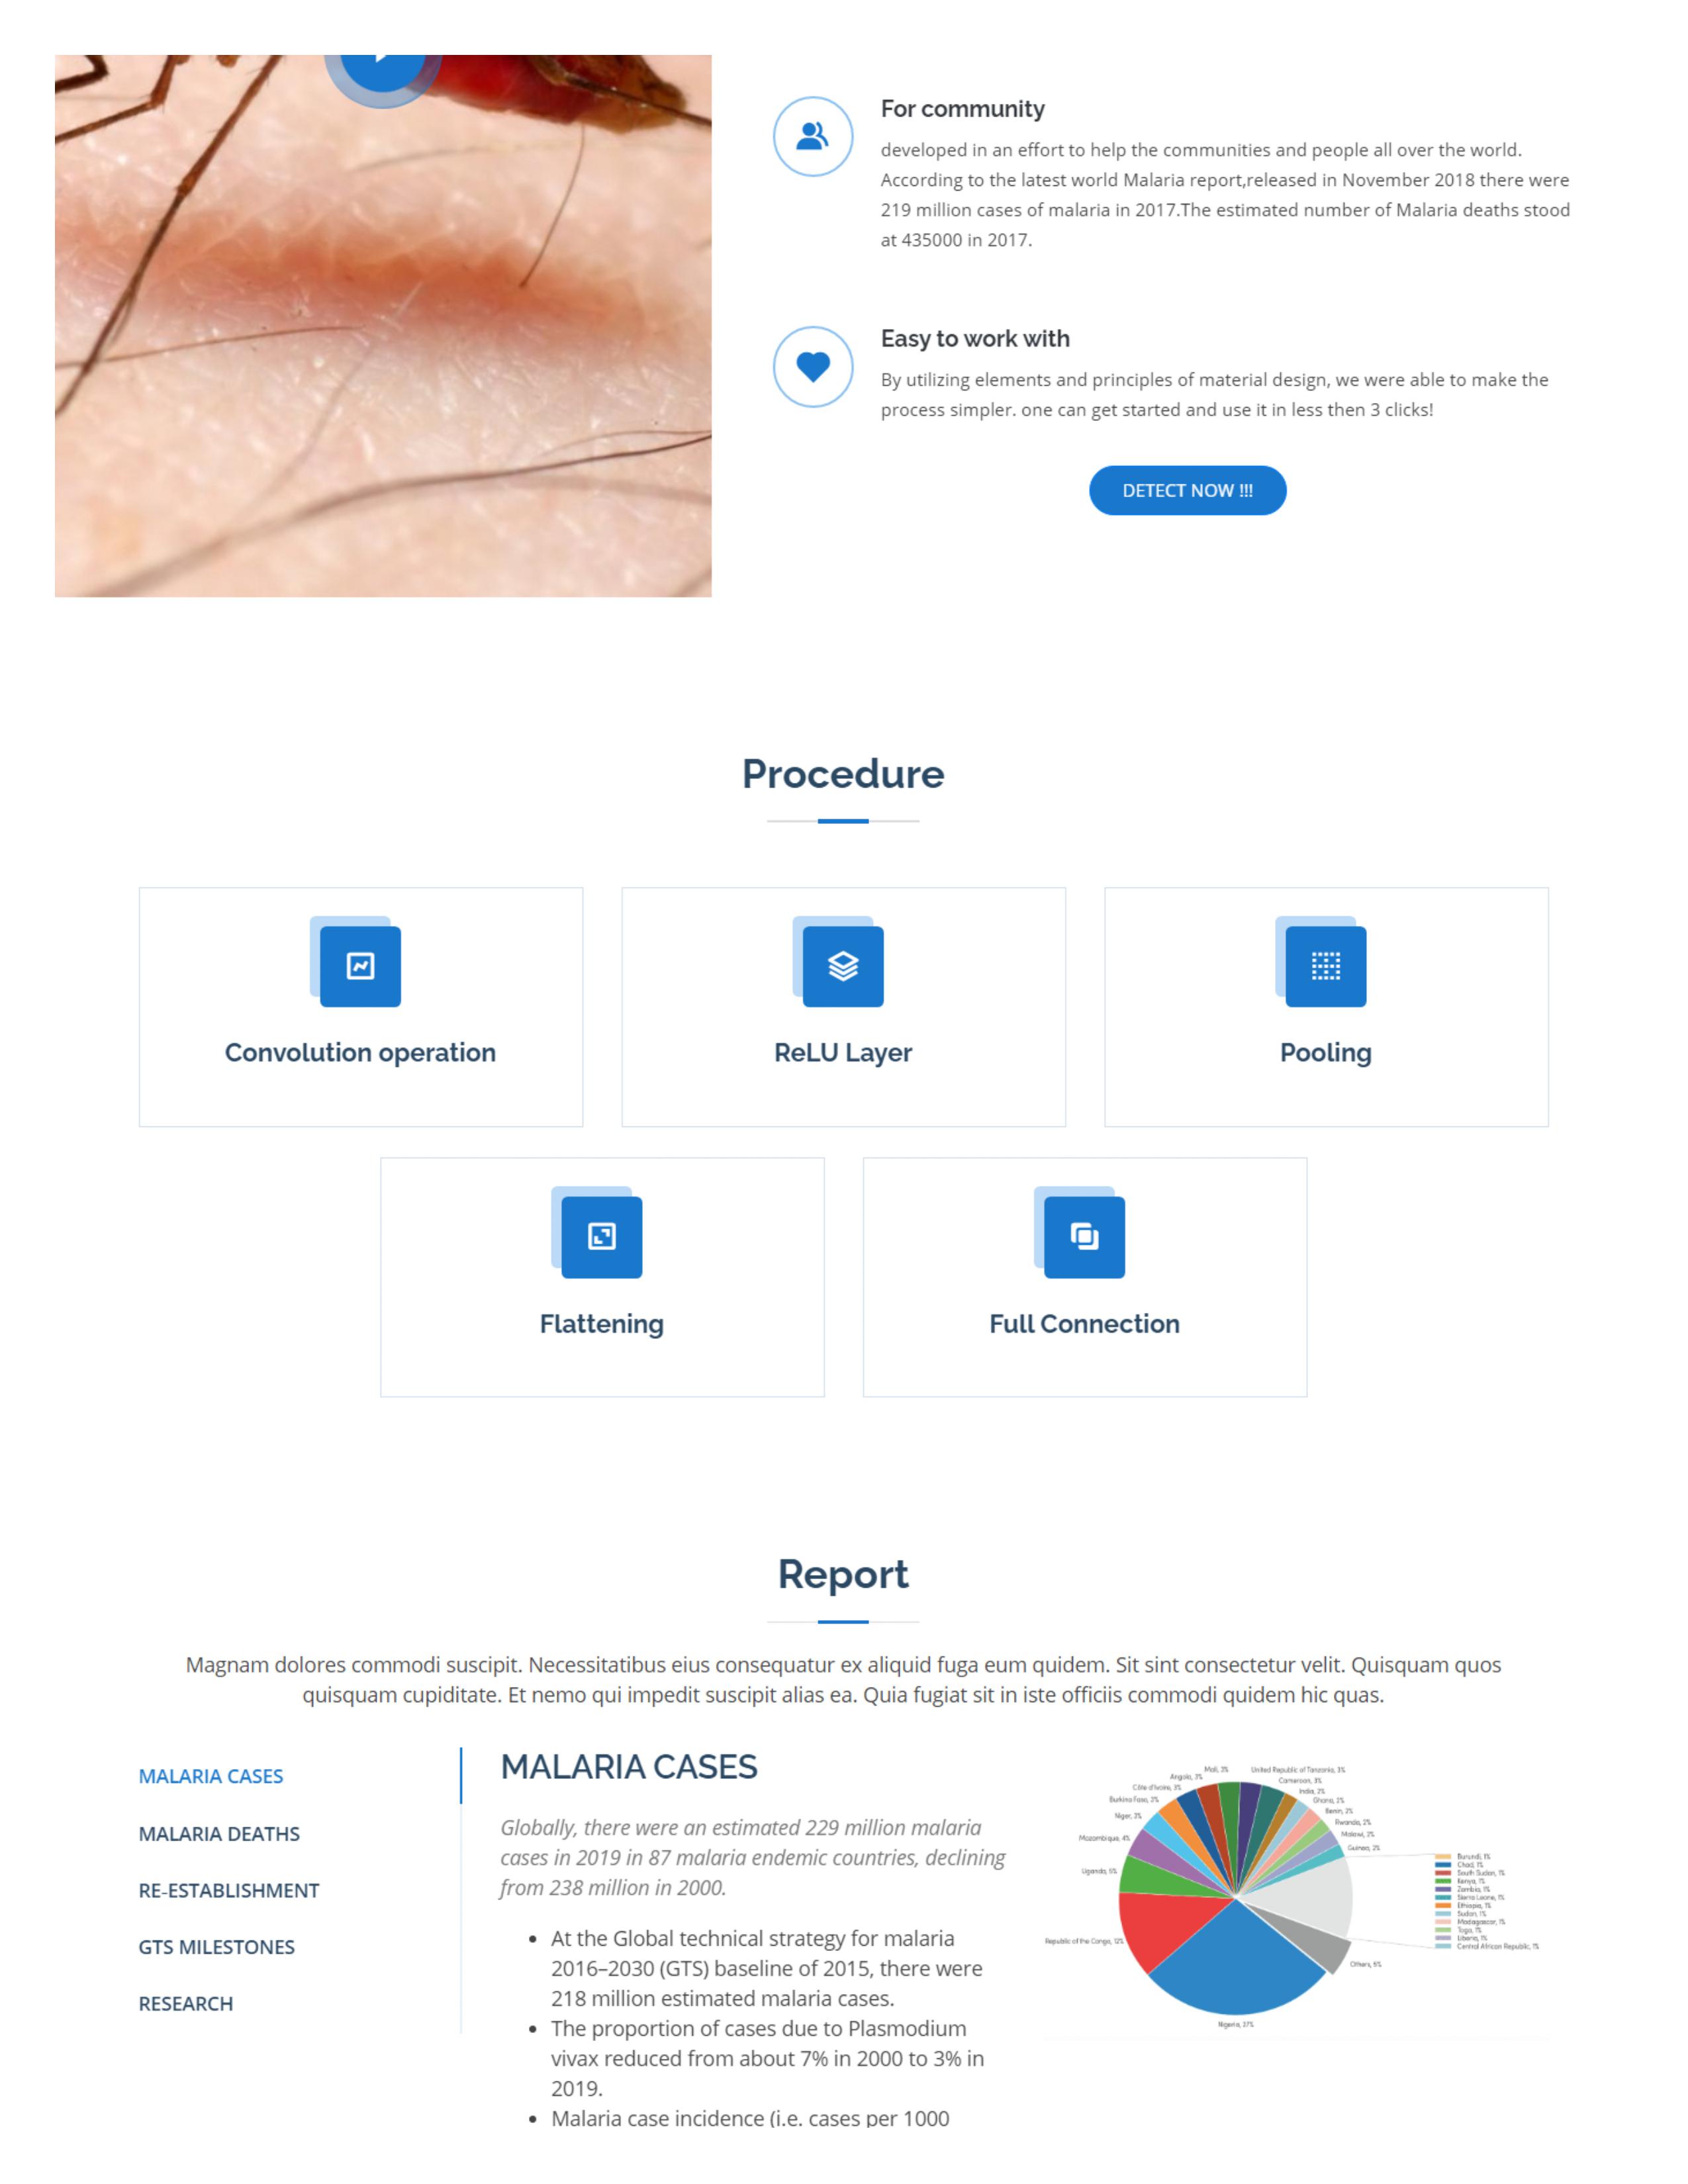 For community
developed in an effort to help the communities and people all over the world.
According to the latest world Malaria report,released in November 2018 there were
219 million cases of malaria in 2017.The estimated number of Malaria deaths stood
at 435000 in 2017.
Easy to work with
By utilizing elements and principles of material design, we were able to make the
process simpler. one can get started and use it in less then 3 clicks!
DETECT NOW !!!
Procedure
Convolution operation
ReLU Layer
Pooling
Flattening
Full Connection
Report
Magnam dolores commodi suscipit. Necessitatibus eius consequatur ex aliquid fuga eum quidem. Sit sint consectetur velit. Quisquam quos
quisquam cupiditate. Et nemo qui impedit suscipit alias ea. Quia fugiat sit in iste officiis commodi quidem hic quas.
MALARIA CASES
MALARIA DEATHS
RE-ESTABLISHMENT
GTS MILESTONES
RESEARCH
MALARIA CASES
Globally, there were an estimated 229 million malaria
cases in 2019 in 87 malaria endemic countries, declining
from 238 million in 2000.
• At the Global technical strategy for malaria
2016–2030 (GTS) baseline of 2015, there were
218 million estimated malaria cases.
• The proportion of cases due to Plasmodium
vivax reduced from about 7% in 2000 to 3% in
2019.
• Malaria case incidence (i.e. cases per 1000
United Republic of Tanzania, 3%
Mali, 3%
Angola, 3%
Cameroon, 3%
Côte d'Ivoire, 3%
India,
Burkina Faso,
Ghana, 2%
Niger,
Benin, 2%
Rwanda, 2%
Mozambique, 4%
Malawi, 2%
Guinea, 2%
Uganda, 5%
Republic of the Congo, 12%
Nigeria, 27%
Others,
Burundi, 1%
Chad, 1%
South Sudan, 1%
Kenya, 1%
Zambia, 1%
Sierra Leone, 1%
Ethiopia, 1%
Sudan, 1%
Madagascar, 1%
Togo, 1%
Liberia, 1%
Central African Republic, 1%